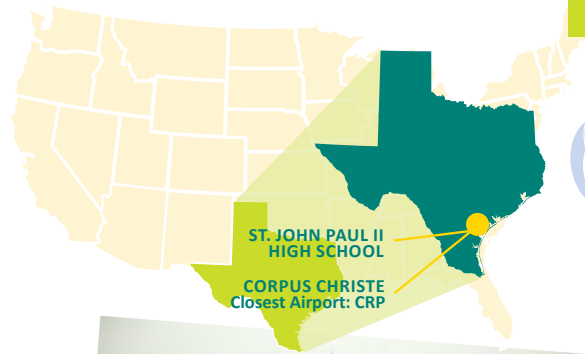 ST. JOHN PAUL II
HIGH SCHOOL
CORPUS CHRISTE
Closest Airport: CRP